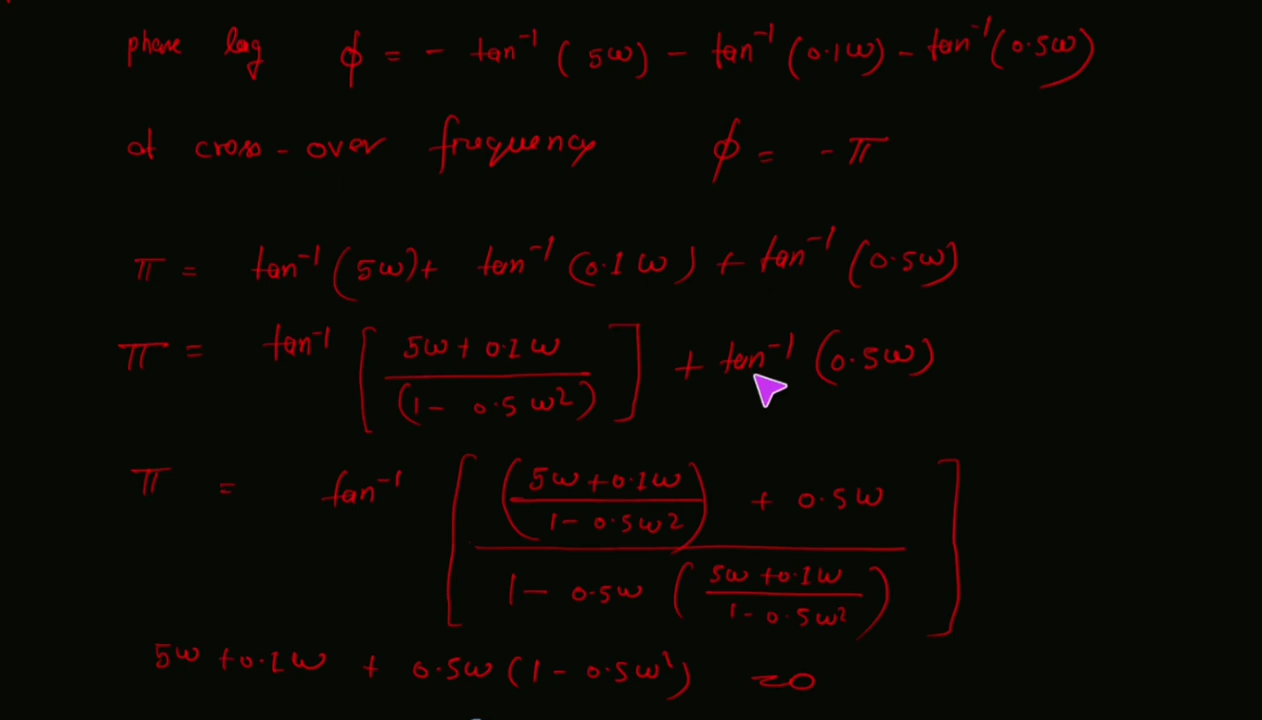 phase lag φ = - tan⁻¹ ( 5ω) - tan⁻¹ (0.1ω) - tan⁻¹(0.5ω)
at cross-over frequency φ = - π
π = tan⁻¹ (5ω) + tan⁻¹ (0.1ω) + tan⁻¹ (0.5ω)
π = tan⁻¹ [ (5ω + 0.1ω) / (1 - 0.5ω²) ] + tan⁻¹ (0.5ω)
π = tan⁻¹ [ ( ((5ω + 0.1ω) / (1 - 0.5ω²)) + 0.5ω ) / ( 1 - 0.5ω ((5ω + 0.1ω) / (1 - 0.5ω²)) ) ]
5ω + 0.1ω + 0.5ω (1 - 0.5ω²) = 0